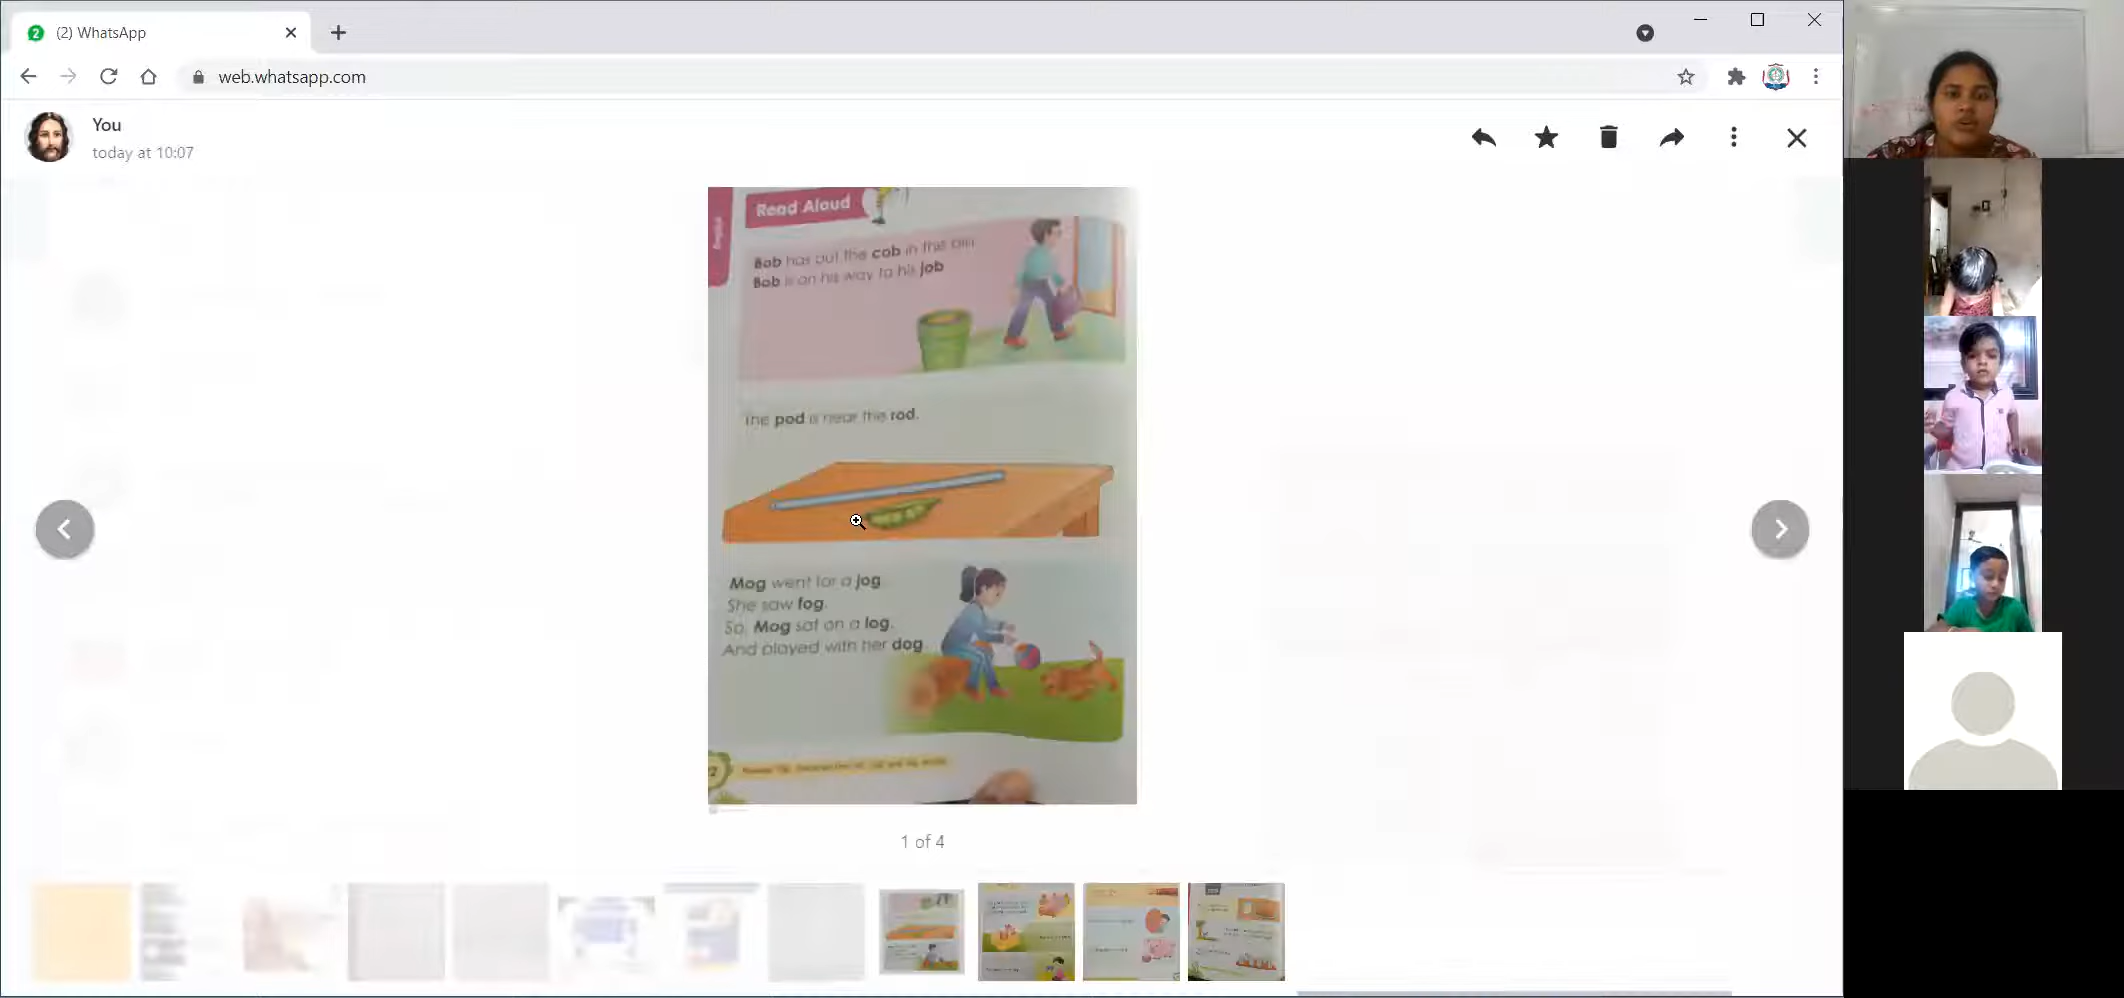 (2) WhatsApp
web.whatsapp.com
You
today at 10:07
English
Read Aloud
Bob has put the cob in the bin.
Bob is on his way to his job
The pod is near the rod.
Mog went for a jog.
She saw fog.
So, Mog sat on a log.
And played with her dog
1 of 4